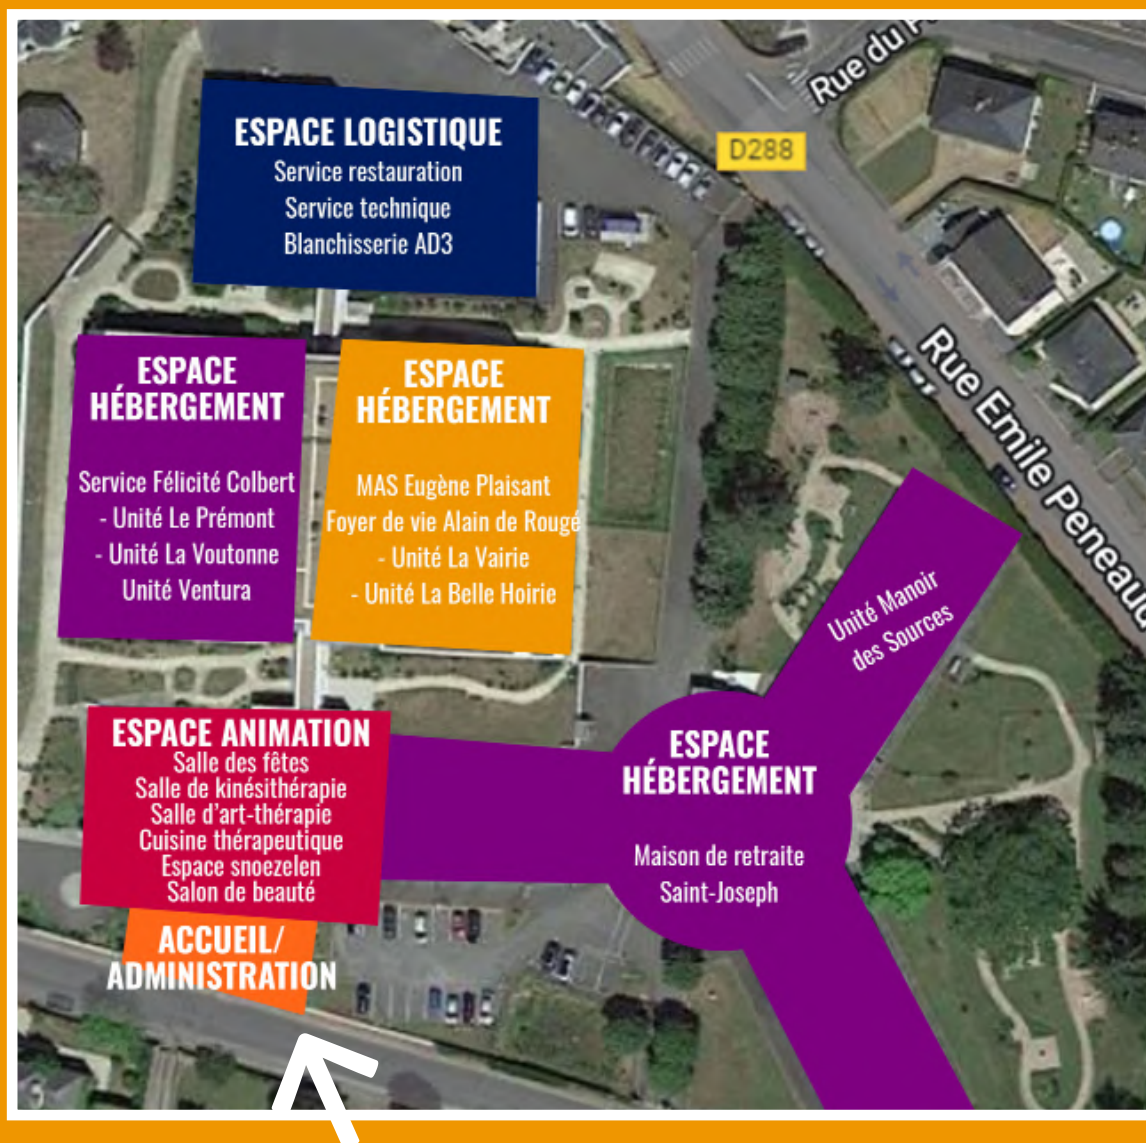 Rue du
D288
ESPACE LOGISTIQUE
Service restauration
Service technique
Blanchisserie AD3
Rue Emile Peneaud
ESPACE
HÉBERGEMENT
Service Félicité Colbert
- Unité Le Prémont
- Unité La Voutonne
Unité Ventura
ESPACE
HÉBERGEMENT
MAS Eugène Plaisant
Foyer de vie Alain de Rougé
- Unité La Vairie
- Unité La Belle Hoirie
Unité Manoir
des Sources
ESPACE ANIMATION
Salle des fêtes
Salle de kinésithérapie
Salle d'art-thérapie
Cuisine thérapeutique
Espace snoezelen
Salon de beauté
ESPACE
HÉBERGEMENT
Maison de retraite
Saint-Joseph
ACCUEIL/
ADMINISTRATION